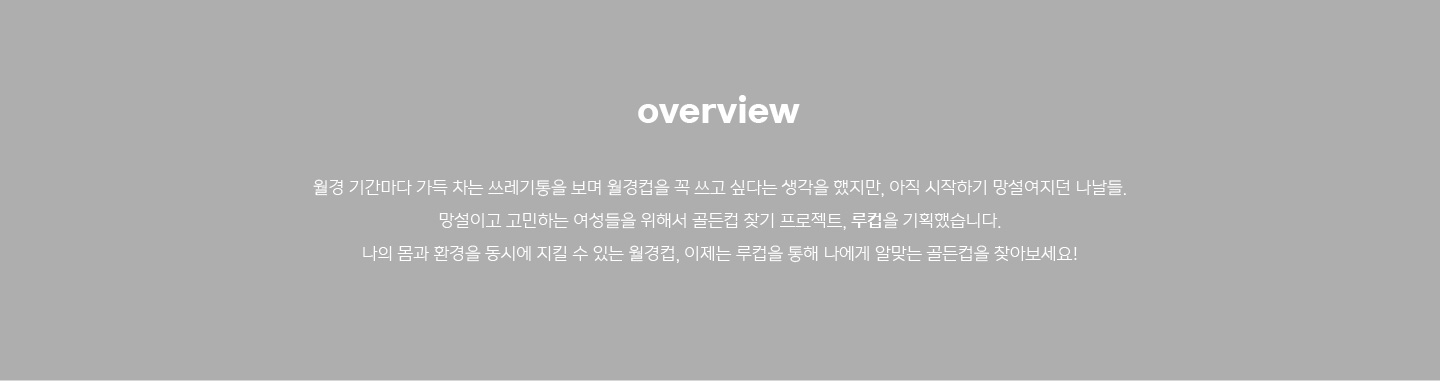 overview
월경 기간마다 가득 차는 쓰레기통을 보며 월경컵을 꼭 쓰고 싶다는 생각을 했지만, 아직 시작하기 망설여지던 나날들.
망설이고 고민하는 여성들을 위해서 골든컵 찾기 프로젝트, 루컵을 기획했습니다.
나의 몸과 환경을 동시에 지킬 수 있는 월경컵, 이제는 루컵을 통해 나에게 알맞는 골든컵을 찾아보세요!